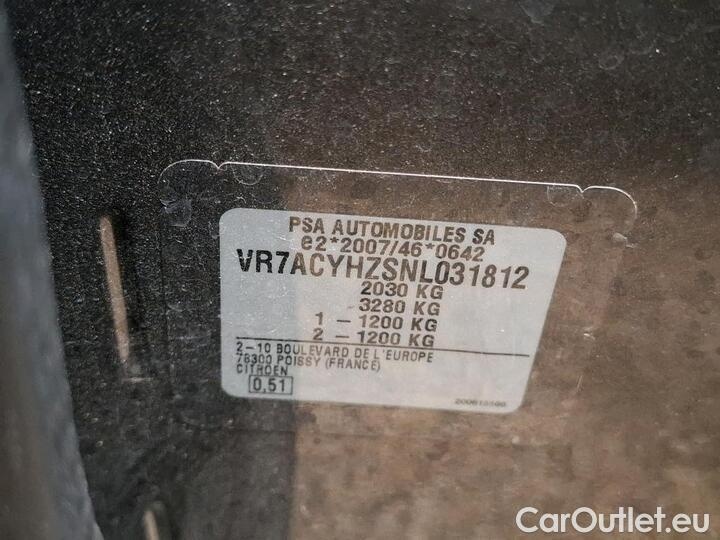 PSA AUTOMOBILES SA
e2*2007/46*0642
VR7ACYHZSNL031812
2030 KG
3280 KG
1 – 1200 KG
2 – 1200 KG
2-10 BOULEVARD DE L'EUROPE
78300 POISSY (FRANCE)
CITROEN
0,51
CarOutlet.eu